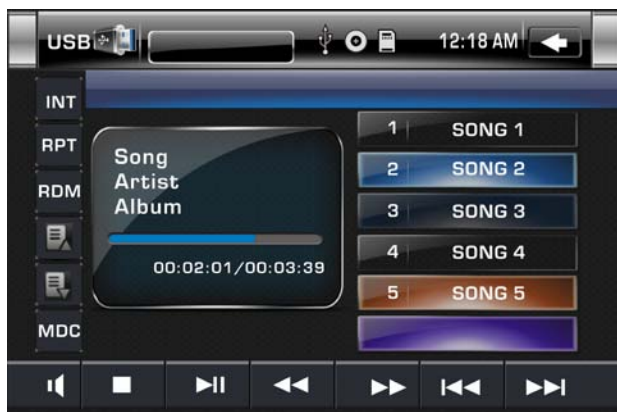 USB
12:18 AM
INT
RPT
RDM
MDC
Song
Artist
Album
00:02:01/00:03:39
1 SONG 1
2 SONG 2
3 SONG 3
4 SONG 4
5 SONG 5